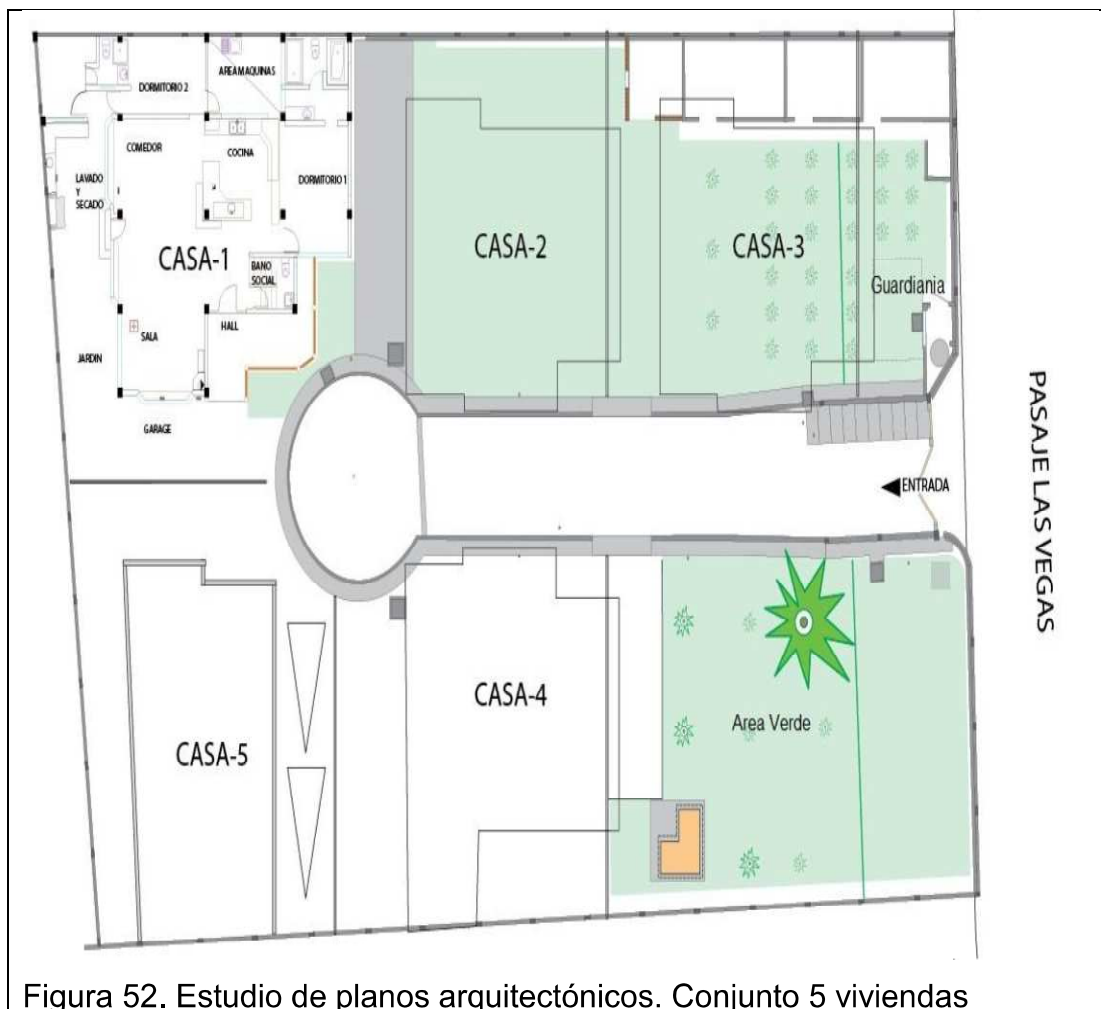 DORMITORIO 2
AREA MAQUINAS
COMEDOR
COCINA
LAVADO
Y
SECADO
DORMITORIO 1
CASA-1
CASA-2
CASA-3
BANO
SOCIAL
Guardiania
SALA
HALL
JARDIN
GARAGE
ENTRADA
PASAJE LAS VEGAS
CASA-4
CASA-5
Area Verde
Figura 52. Estudio de planos arquitectónicos. Conjunto 5 viviendas